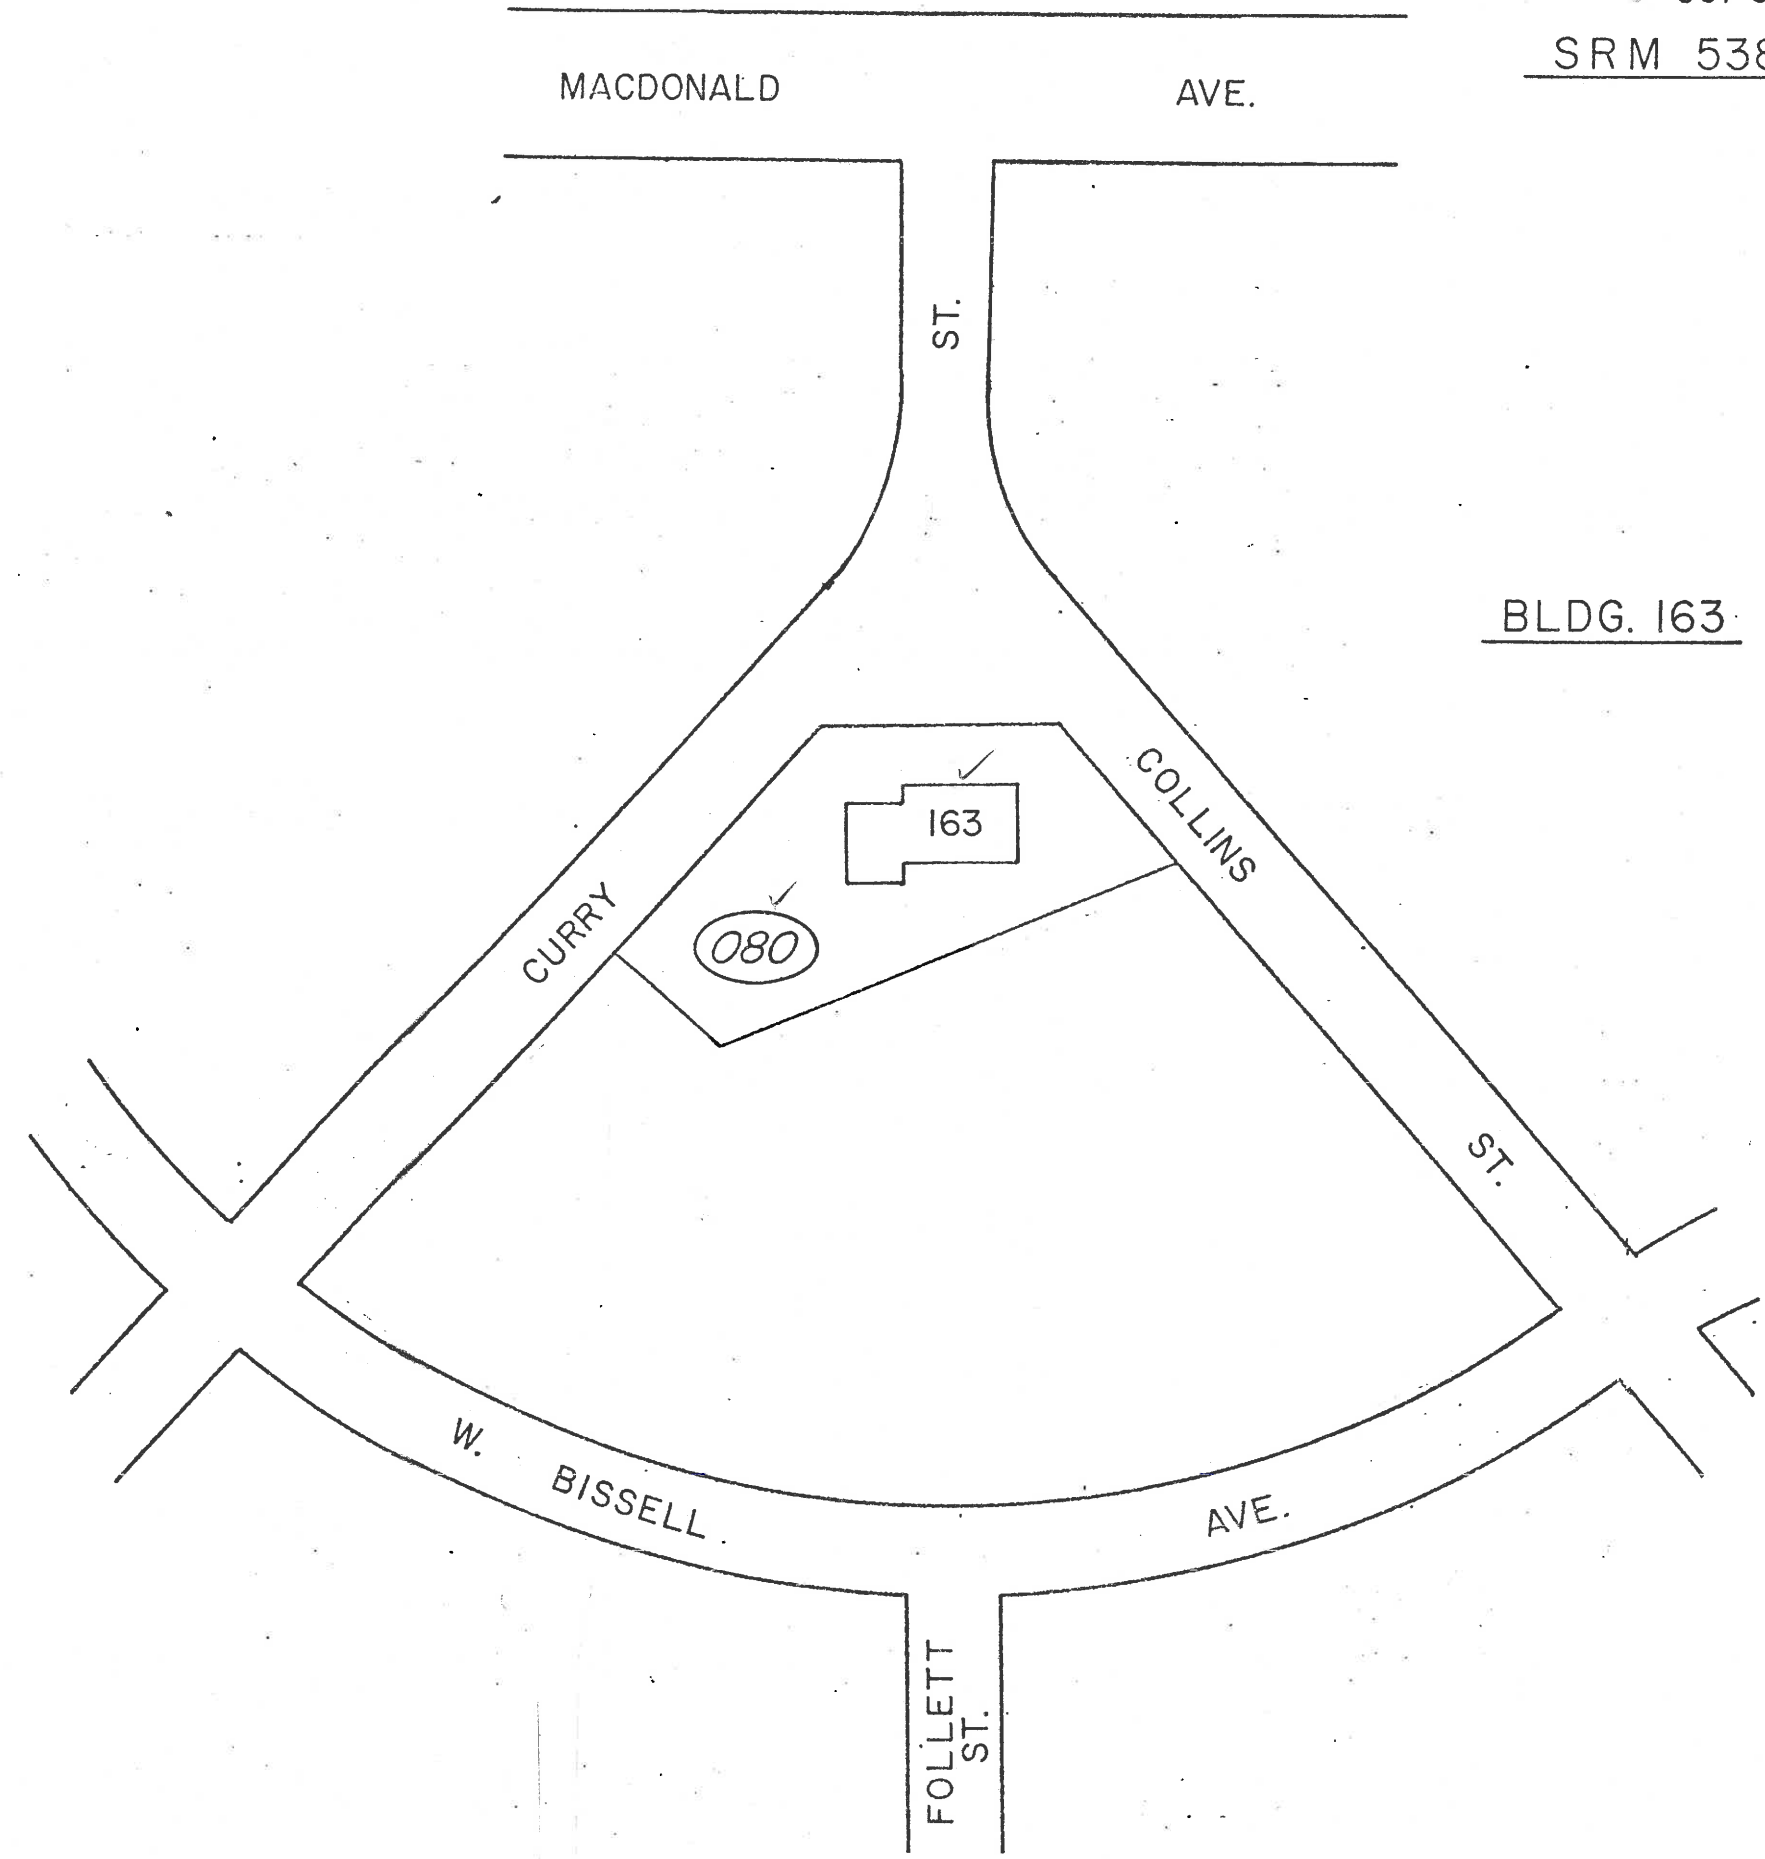 SRM 538
MACDONALD AVE.
ST.
BLDG. 163
COLLINS
163
CURRY
080
ST.
W. BISSELL AVE.
FOLLETT
ST.